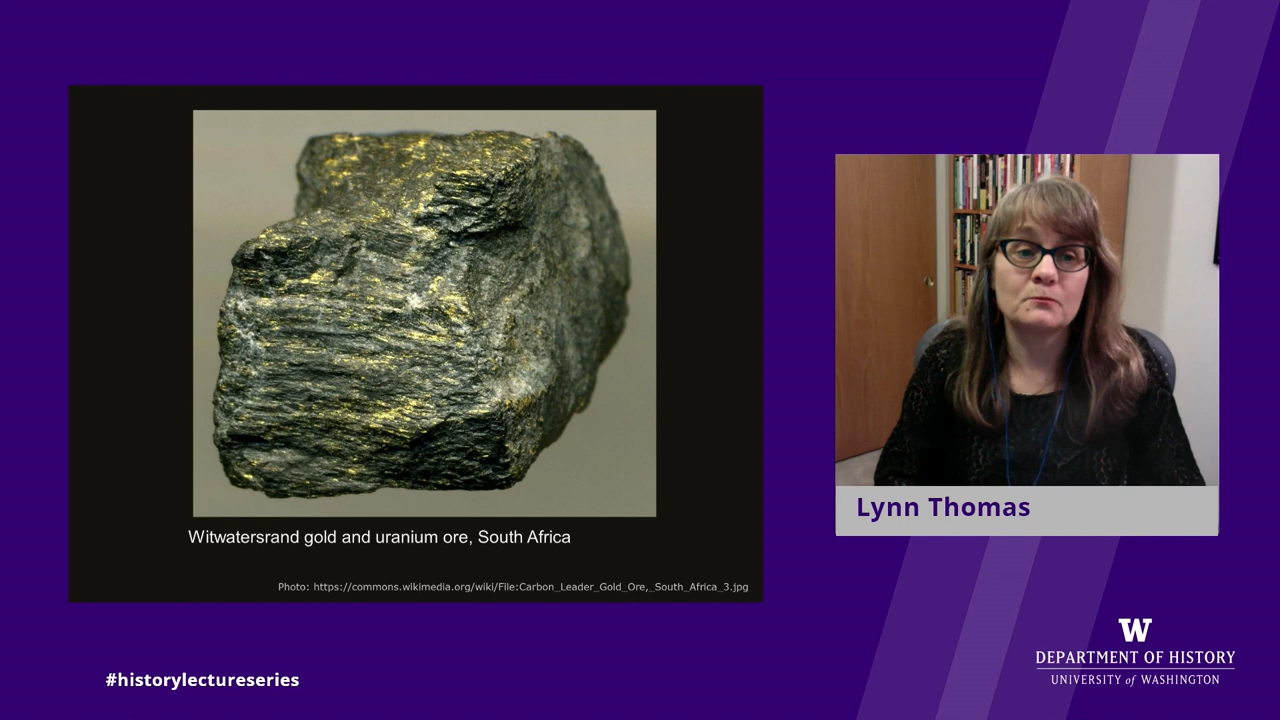 Witwatersrand gold and uranium ore, South Africa
Photo: https://commons.wikimedia.org/wiki/File:Carbon_Leader_Gold_Ore,_South_Africa_3.jpg
Lynn Thomas
#historylectureseries
W
DEPARTMENT OF HISTORY
UNIVERSITY of WASHINGTON